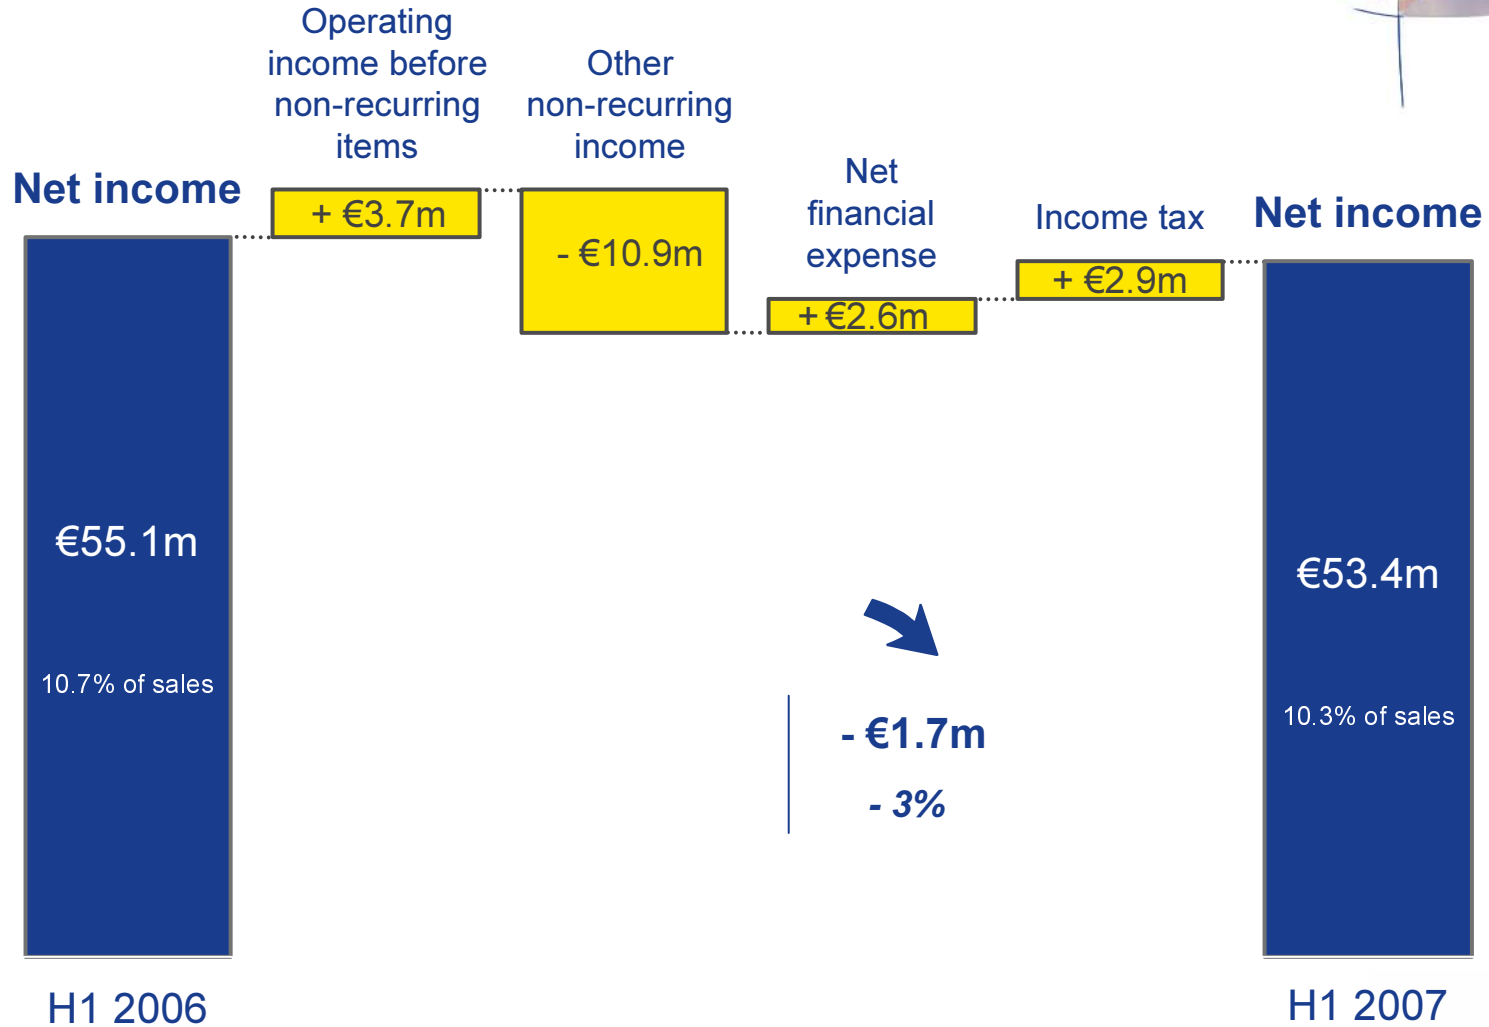 Operating
income before
non-recurring
items
Other
non-recurring
income
Net
financial
expense
Income tax
Net income
Net income
+ €3.7m
- €10.9m
+ €2.6m
+ €2.9m
€55.1m
10.7% of sales
€53.4m
10.3% of sales
- €1.7m
- 3%
H1 2006
H1 2007